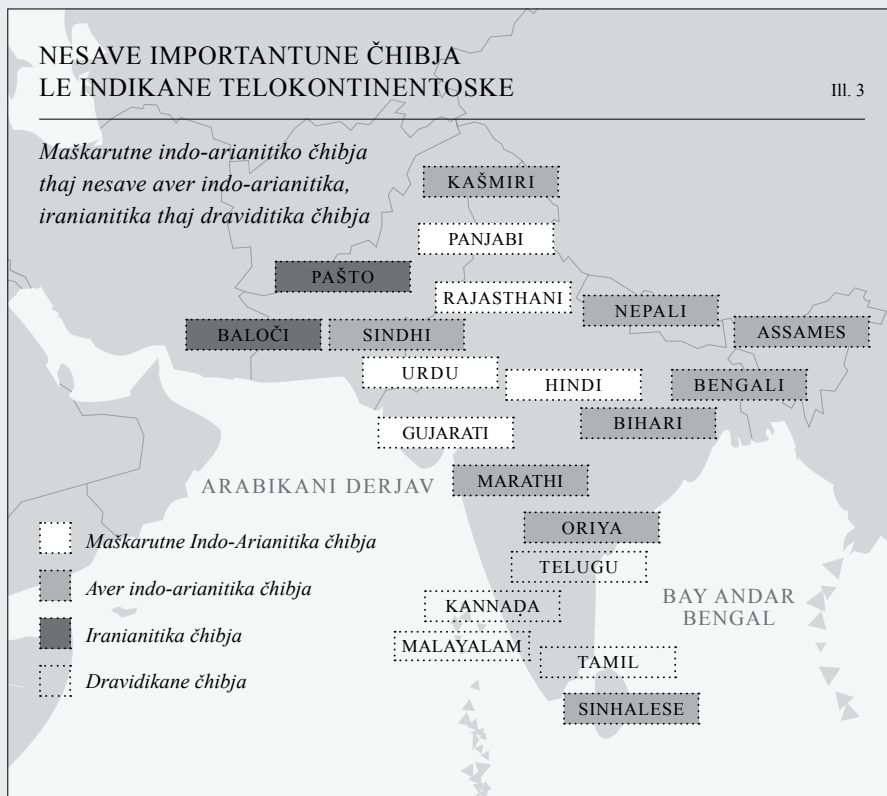 NESAVE IMPORTANTUNE ČHIBJA
LE INDIKANE TELOKONTINENTOSKE
Ill. 3
Maškarutne indo-arianitiko čhibja
thaj nesave aver indo-arianitika,
iranianitika thaj draviditika čhibja
KAŠMIRI
PANJABI
PAŠTO
RAJASTHANI
NEPALI
BALOČI
SINDHI
ASSAMES
URDU
HINDI
BENGALI
GUJARATI
BIHARI
ARABIKANI DERJAV
MARATHI
ORIYA
TELUGU
KANNADA
BAY ANDAR
BENGAL
MALAYALAM
TAMIL
SINHALESE
Maškarutne Indo-Arianitika čhibja
Aver indo-arianitika čhibja
Iranianitika čhibja
Dravidikane čhibja